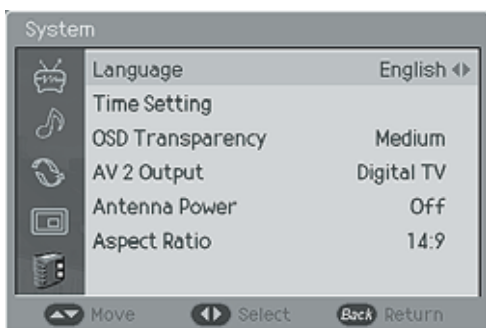 System
Language English
Time Setting
OSD Transparency Medium
AV 2 Output Digital TV
Antenna Power Off
Aspect Ratio 14:9
Move Select Back Return